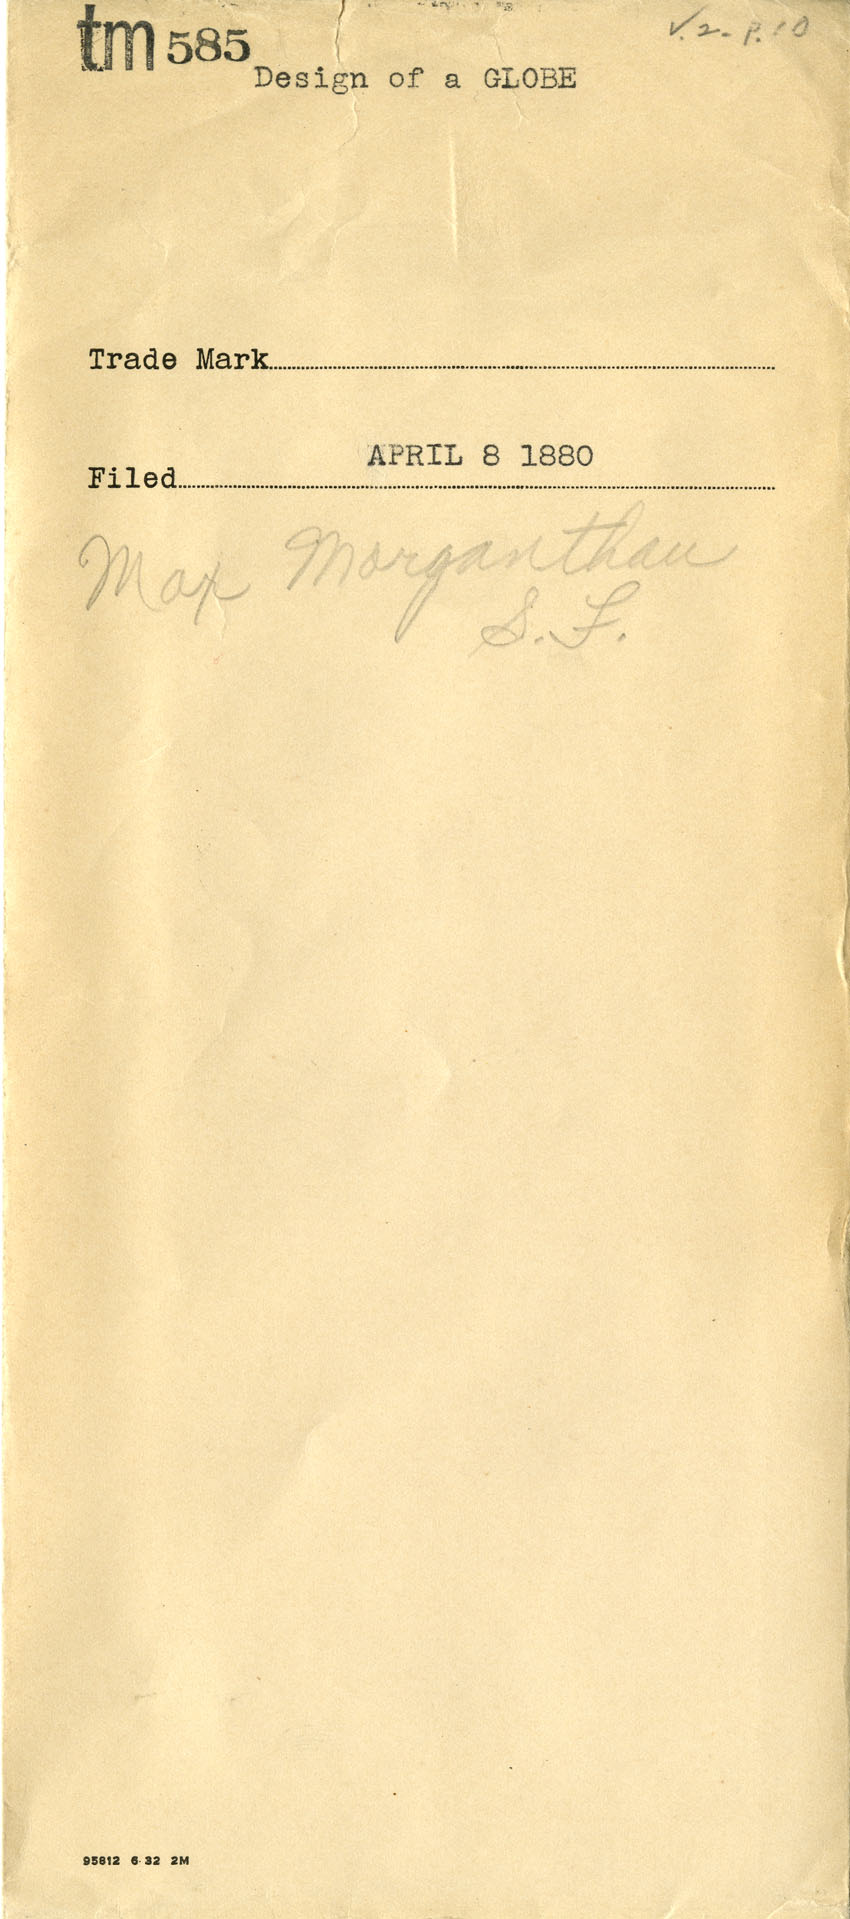 tm 585
V. 2 - P. 10
Design of a GLOBE
Trade Mark
APRIL 8 1880
Filed
Max Morganthau
S. F.
95812 6-32 2M